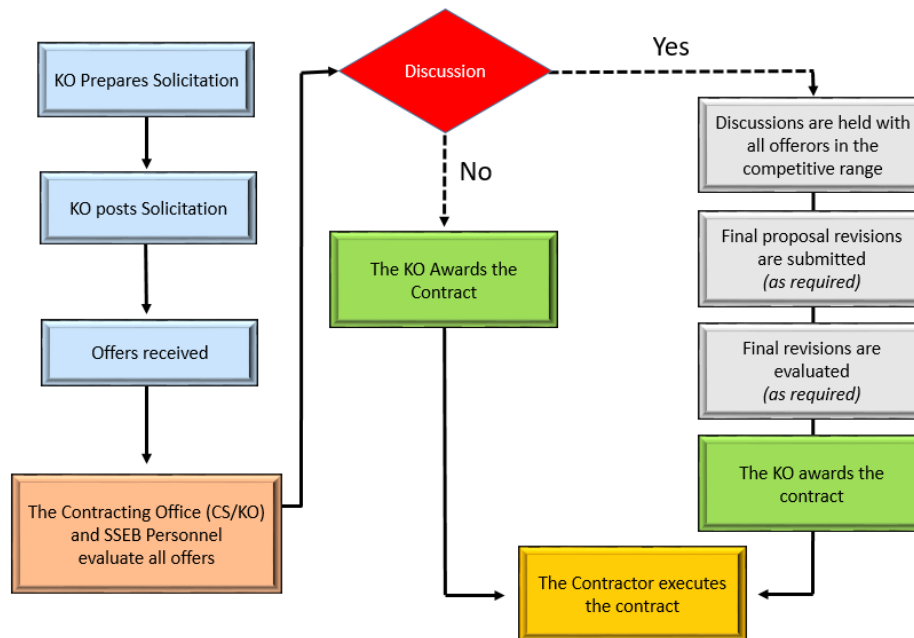 KO Prepares Solicitation
KO posts Solicitation
Offers received
The Contracting Office (CS/KO)
and SSEB Personnel
evaluate all offers
Discussion
Yes
No
The KO Awards the
Contract
Discussions are held with
all offerors in the
competitive range
Final proposal revisions
are submitted
(as required)
Final revisions are
evaluated
(as required)
The KO awards the
contract
The Contractor executes
the contract